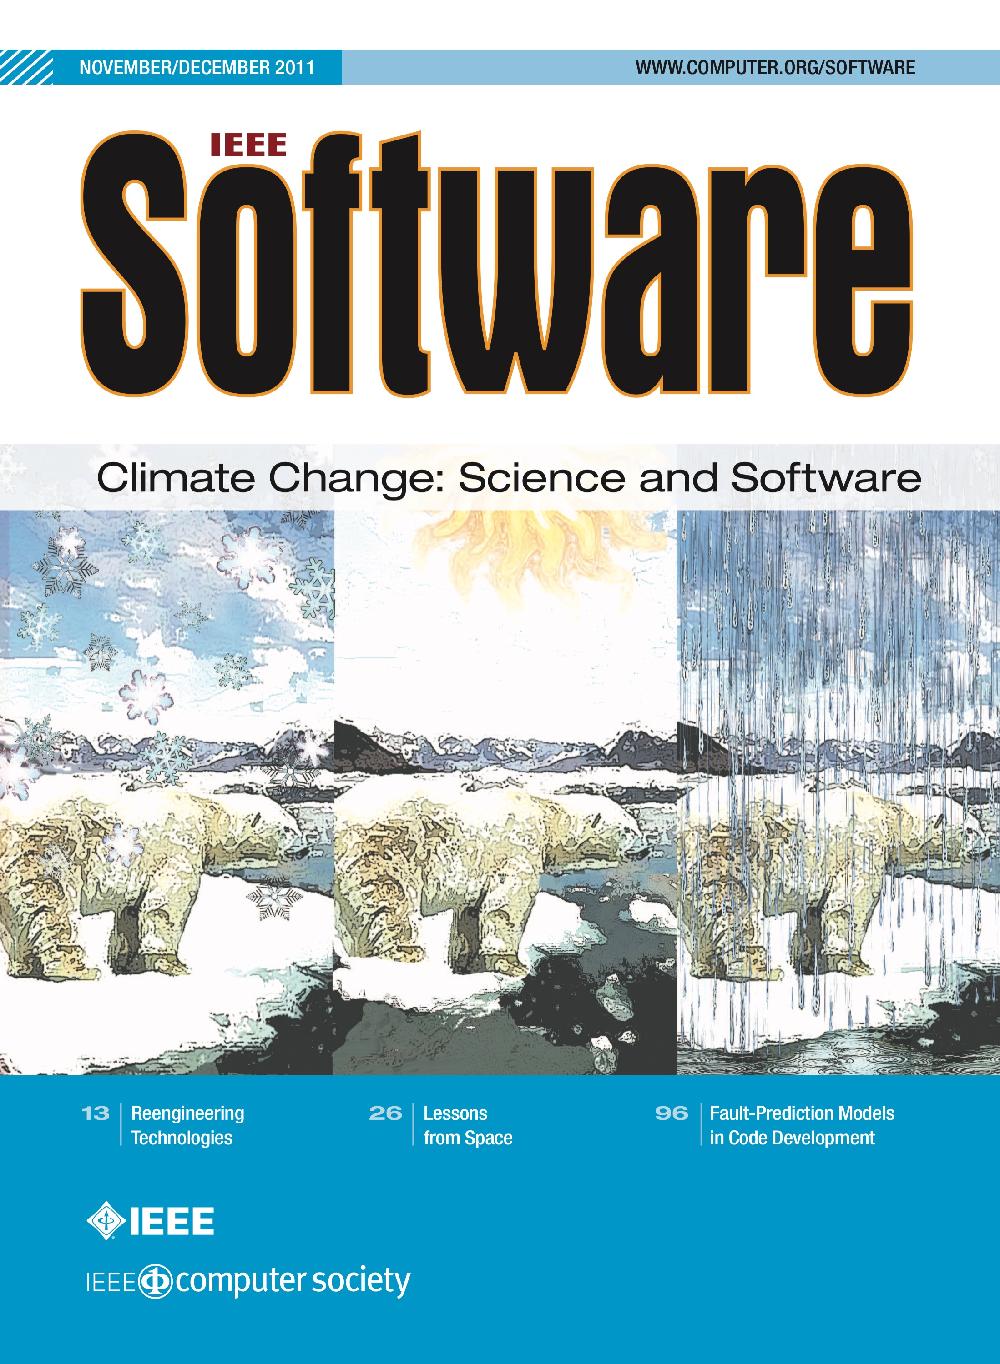 NOVEMBER/DECEMBER 2011
WWW.COMPUTER.ORG/SOFTWARE
IEEE
Software
Climate Change: Science and Software
13
Reengineering
Technologies
26
Lessons
from Space
96
Fault-Prediction Models
in Code Development
IEEE
IEEE computer society